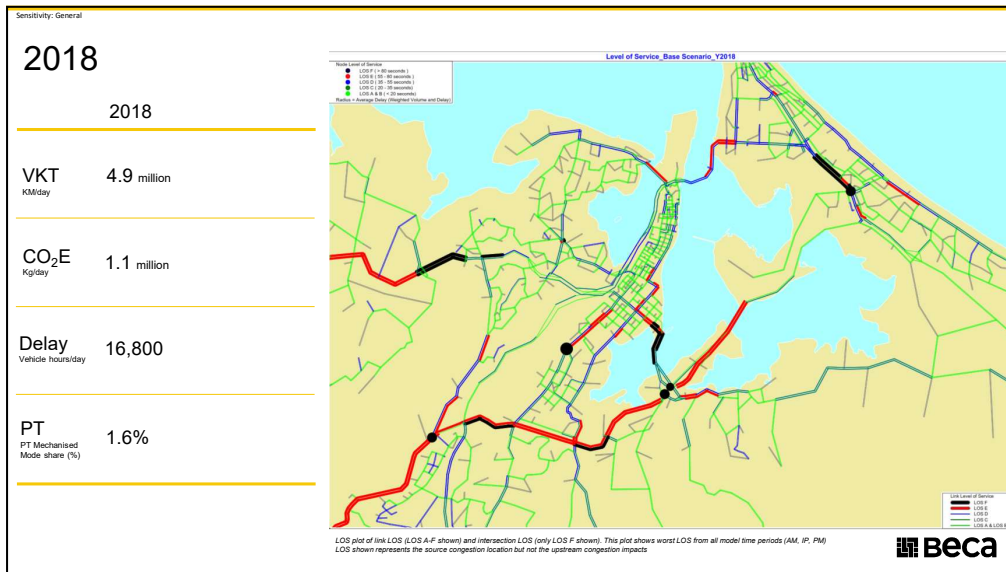 Sensitivity: General
2018
2018
VKT
KM/day
4.9 million
CO2E
Kg/day
1.1 million
Delay
Vehicle hours/day
16,800
PT
PT Mechanised
Mode share (%)
1.6%
Level of Service_Base Scenario_Y2018
Node Level of Service
LOS F ( > 80 seconds )
LOS E ( 55 - 80 seconds )
LOS D ( 35 - 55 seconds )
LOS C ( 20 - 35 seconds)
LOS A & B ( < 20 seconds)
Radius = Average Delay (Weighted Volume and Delay)
Link Level of Service
LOS F
LOS E
LOS D
LOS C
LOS A & LOS B
LOS plot of link LOS (LOS A-F shown) and intersection LOS (only LOS F shown). This plot shows worst LOS from all model time periods (AM, IP, PM)
LOS shown represents the source congestion location but not the upstream congestion impacts
Beca